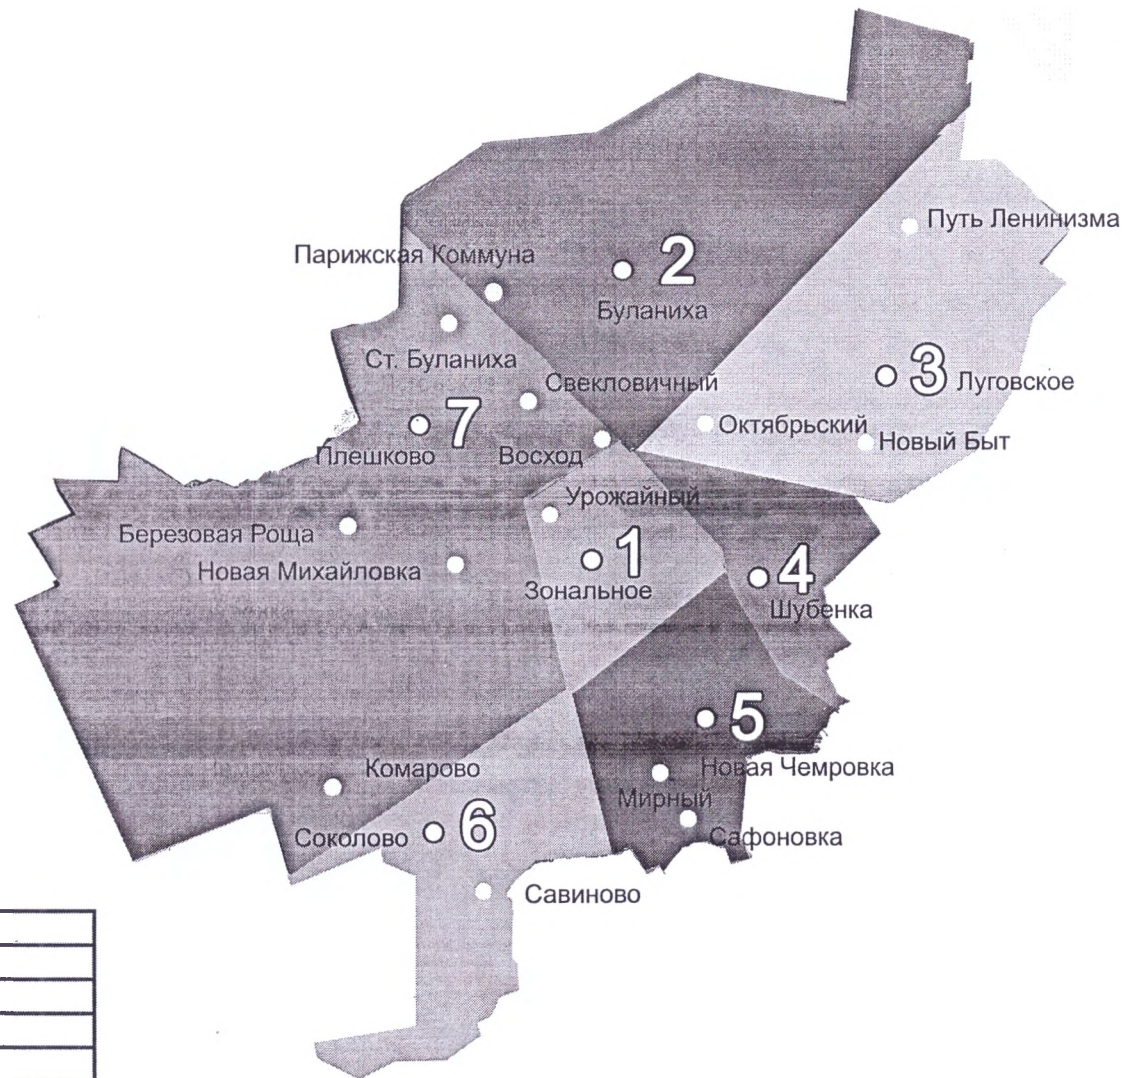 Путь Ленинизма
Парижская Коммуна
2
Буланиха
Ст. Буланиха
3
Луговское
Свекловичный
7
Плешково
Восход
Октябрьский
Новый Быт
Урожайный
Березовая Роща
Новая Михайловка
1
Зональное
4
Шубенка
5
Новая Чемровка
Комарово
Мирный
Соколово
6
Сафоновка
Савиново